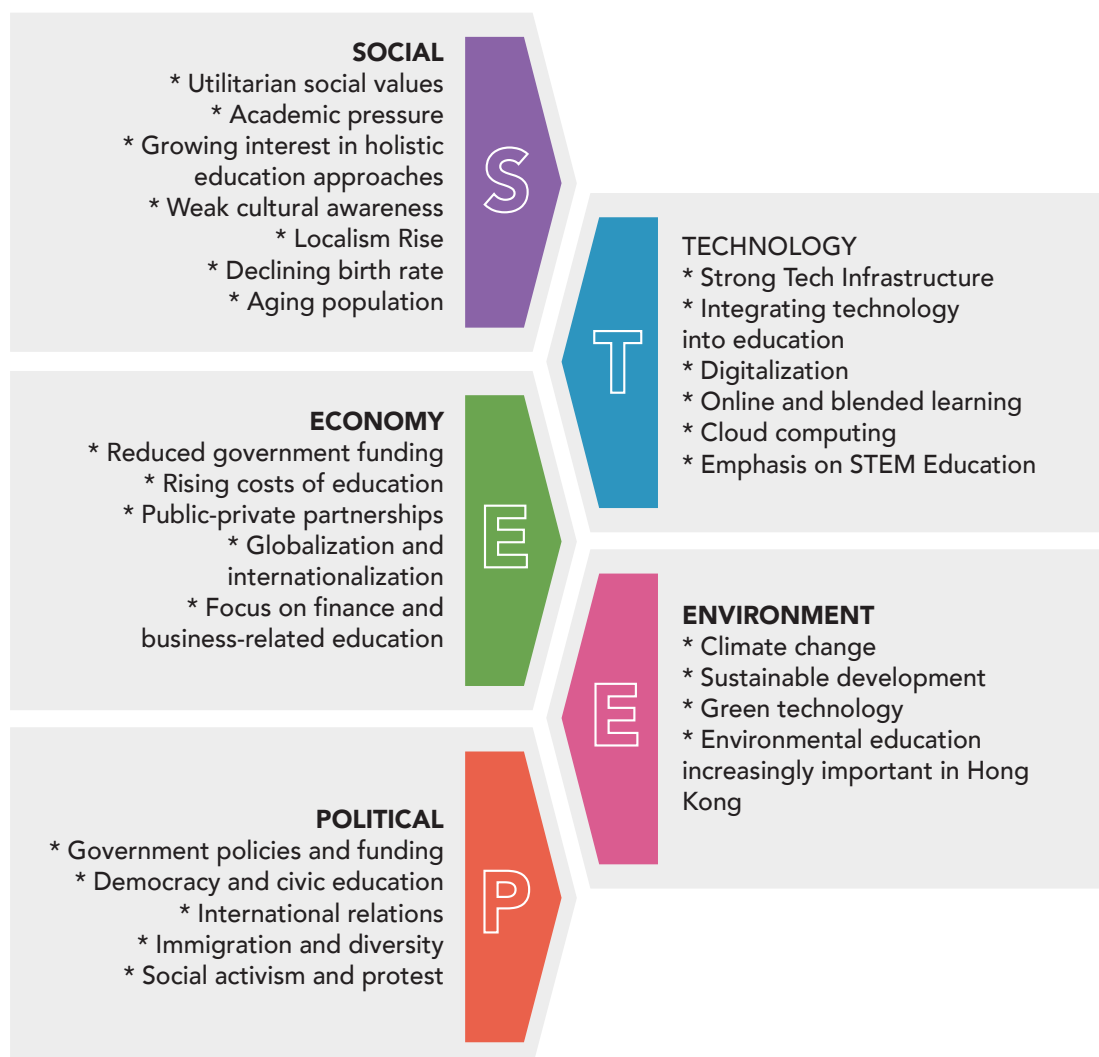 SOCIAL
* Utilitarian social values
* Academic pressure
* Growing interest in holistic
education approaches
* Weak cultural awareness
* Localism Rise
* Declining birth rate
* Aging population
S
TECHNOLOGY
* Strong Tech Infrastructure
* Integrating technology
into education
* Digitalization
* Online and blended learning
* Cloud computing
* Emphasis on STEM Education
T
ECONOMY
* Reduced government funding
* Rising costs of education
* Public-private partnerships
* Globalization and
internationalization
* Focus on finance and
business-related education
E
ENVIRONMENT
* Climate change
* Sustainable development
* Green technology
* Environmental education
increasingly important in Hong
Kong
E
POLITICAL
* Government policies and funding
* Democracy and civic education
* International relations
* Immigration and diversity
* Social activism and protest
P